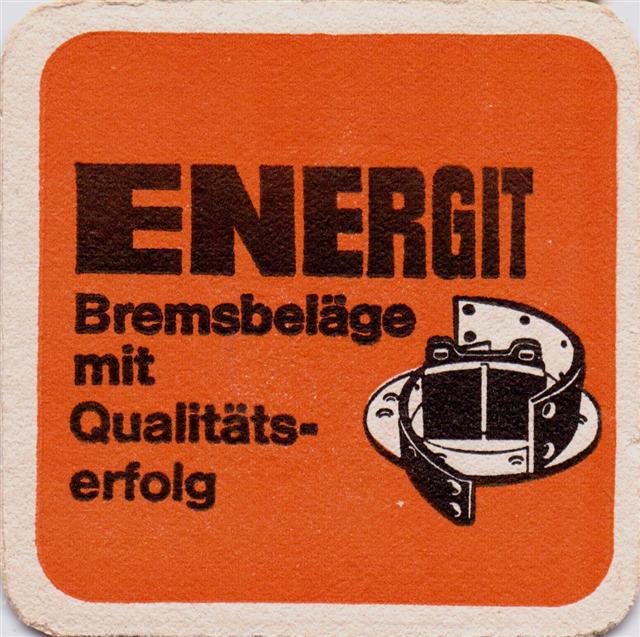 ENERGIT
Bremsbeläge
mit
Qualitäts-
erfolg